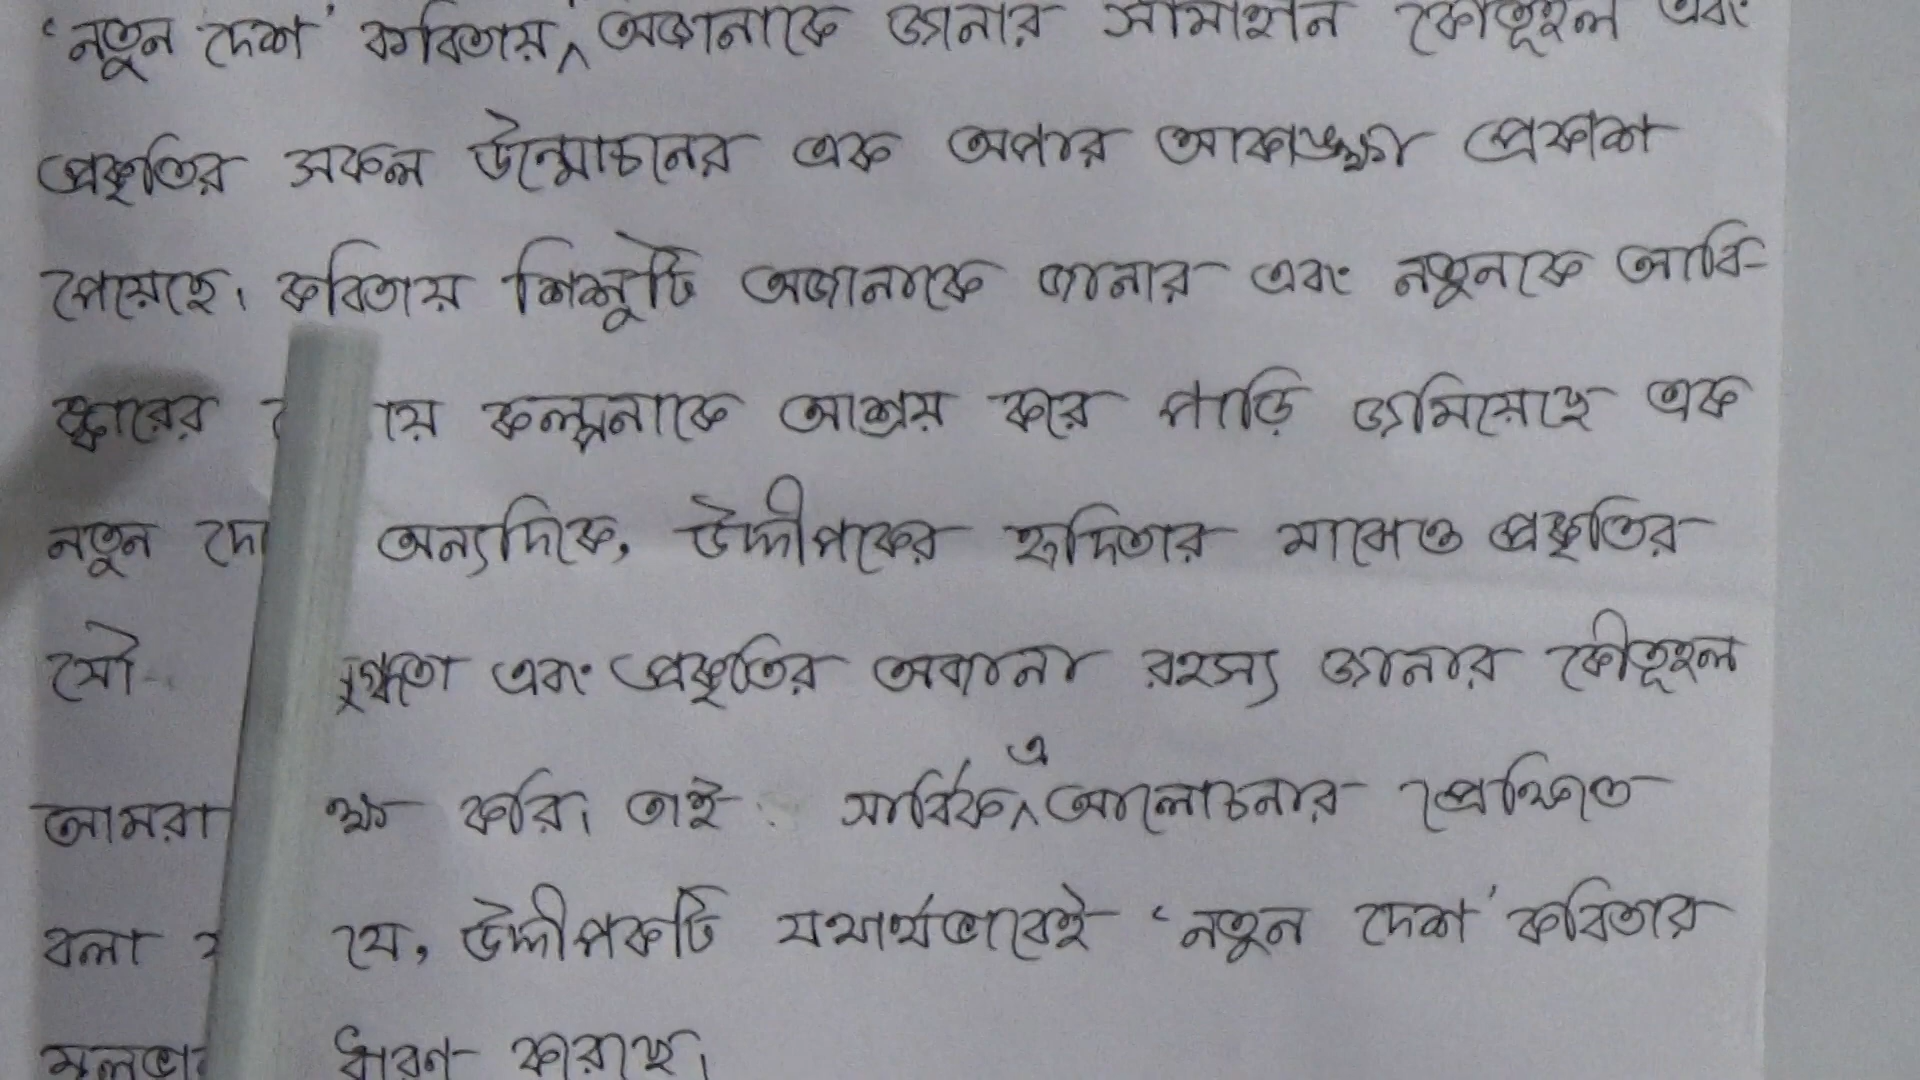 ‘নতুন দেশ’ কবিতায় অজানাকে জানার সীমাহীন কৌতূহল এবং
প্রকৃতির সকল উন্মোচনের এক অপার আকাঙ্ক্ষা প্রকাশ
পেয়েছে। কবিতায় শিশুটি অজানাকে জানার এবং নতুনকে আবি-
ষ্কারের কল্পনাকে আশ্রয় করে পাড়ি জমিয়েছে এক
নতুন অন্যদিকে, উদ্দীপকের হৃদিতার মাঝেও প্রকৃতির
এবং প্রকৃতির অজানা রহস্য জানার কৌতূহল
আমরা করি। তাই সার্বিক এ আলোচনার প্রেক্ষিতে
বলা যে, উদ্দীপকটি যথার্থভাবেই ‘নতুন দেশ’ কবিতার
ধারণ করেছে।